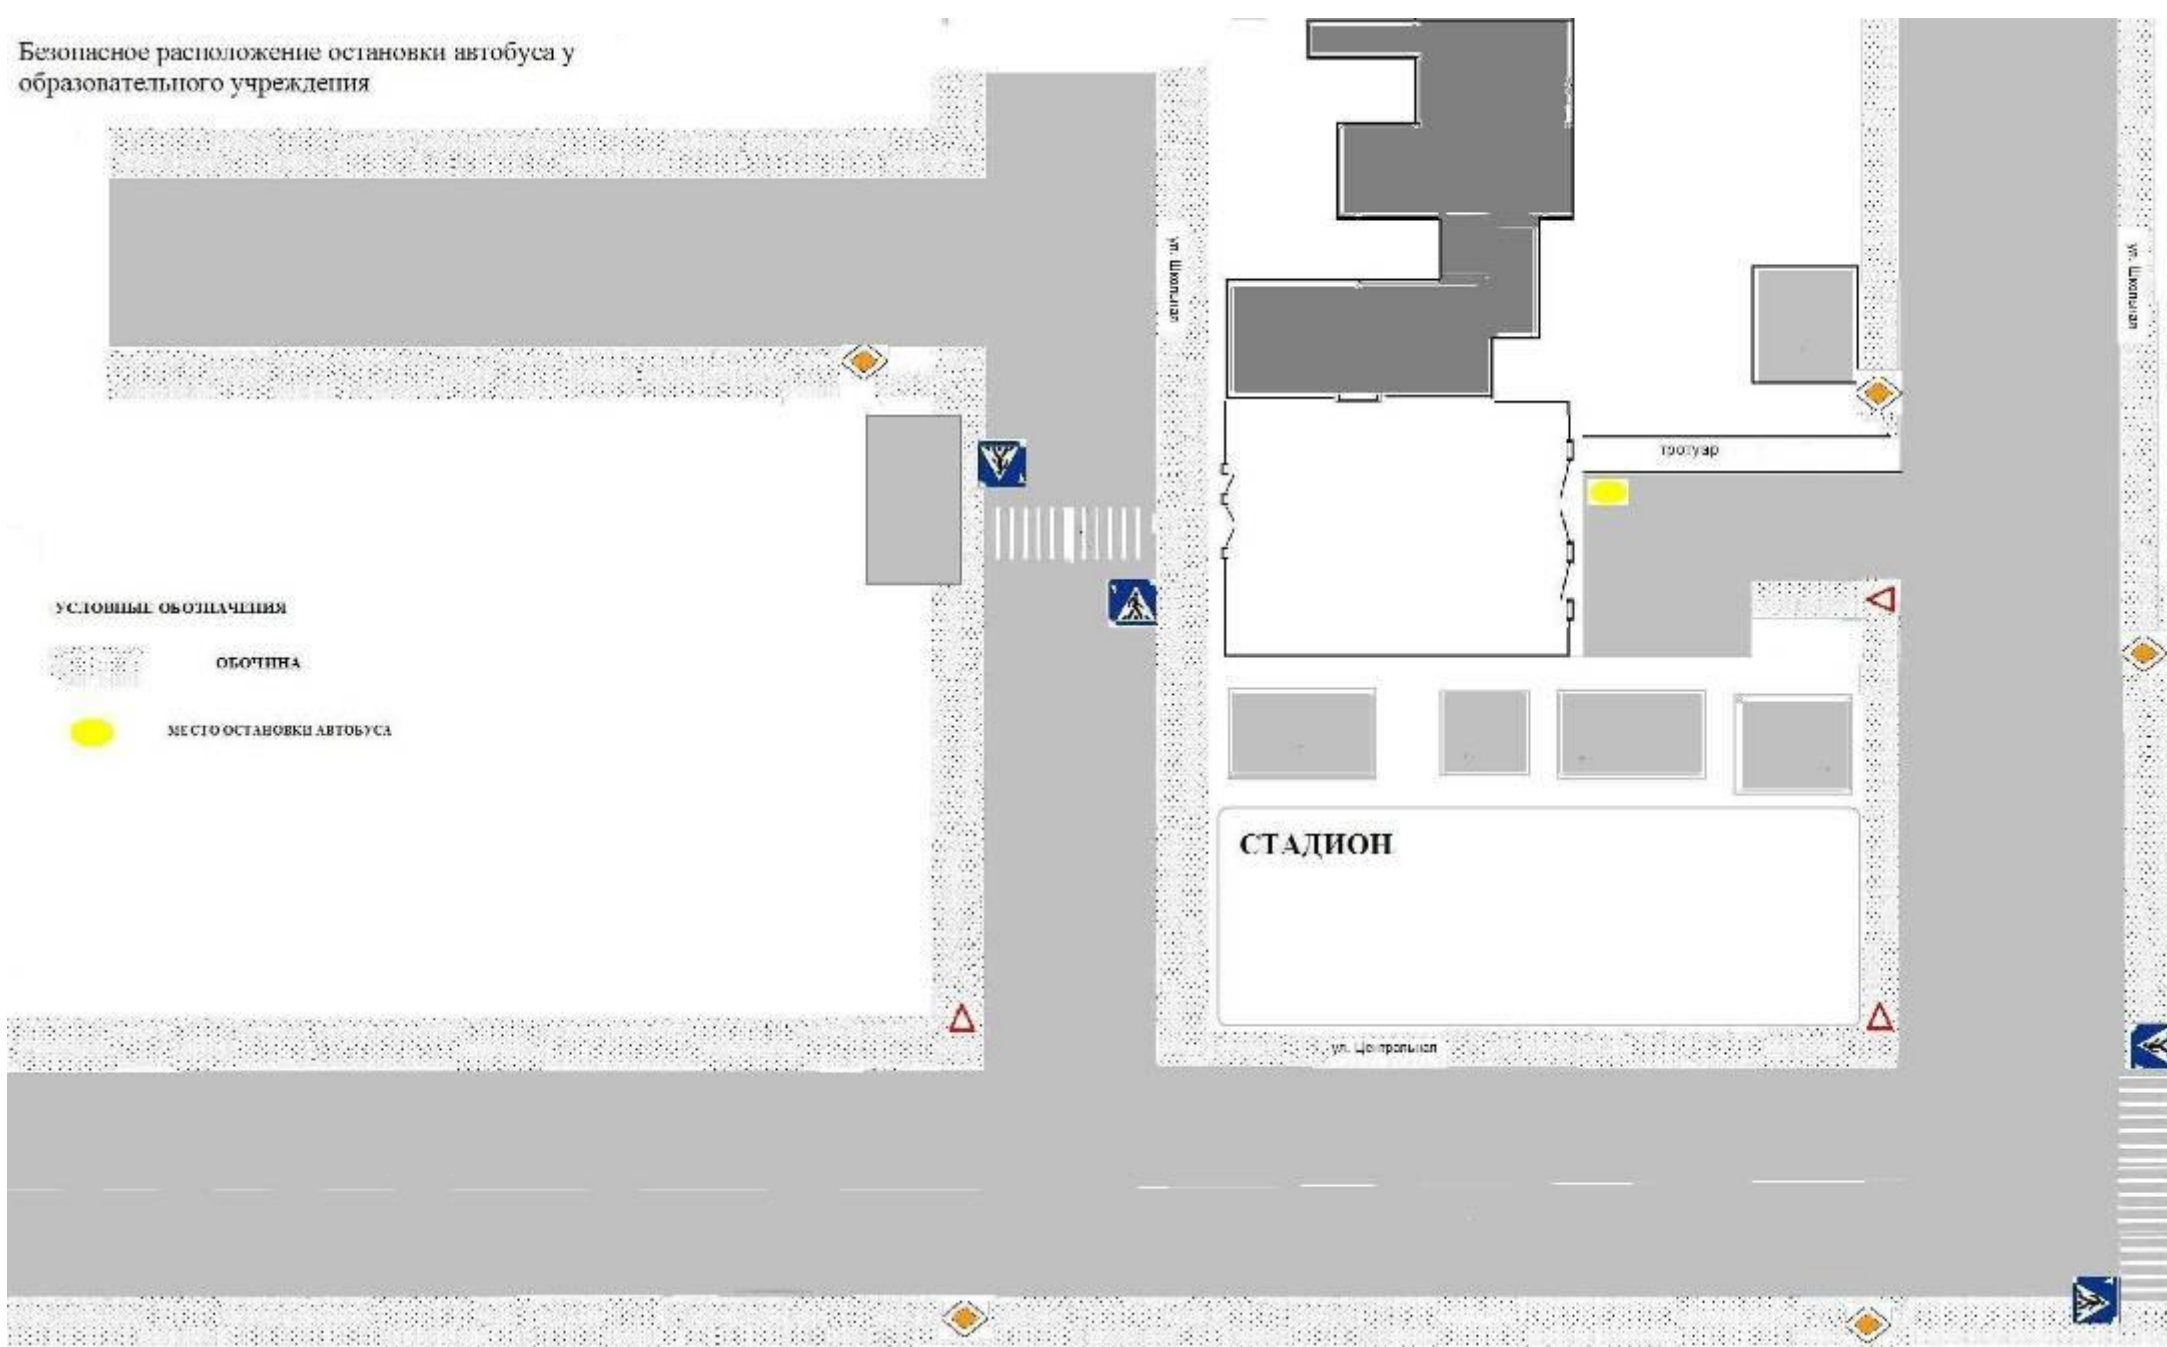 Безопасное расположение остановки автобуса у
образовательного учреждения
ул. Школьная
ул. Школьная
тротуар
УСЛОВНЫЕ ОБОЗНАЧЕНИЯ
ОБОЧИНА
МЕСТО ОСТАНОВКИ АВТОБУСА
СТАДИОН
ул. Центральная